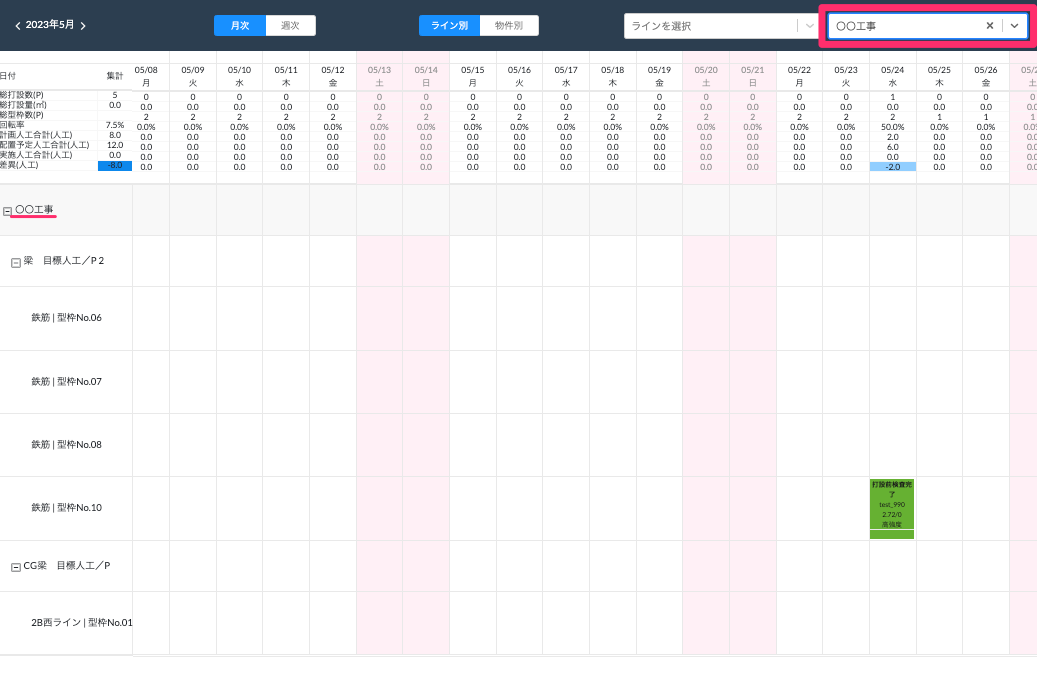 2023年5月
月次 週次
ライン別 物件別
ラインを選択
〇〇工事
日付 集計 05/08 05/09 05/10 05/11 05/12 05/13 05/14 05/15 05/16 05/17 05/18 05/19 05/20 05/21 05/22 05/23 05/24 05/25 05/26
月 火 水 木 金 土 日 月 火 水 木 金 土 日 月 火 水 木 金 土
総打設数(P) 5 0 0 0 0 0 0 0 0 0 0 0 0 0 0 0 0 1 0 0
総打設量(㎥) 0.0 0.0 0.0 0.0 0.0 0.0 0.0 0.0 0.0 0.0 0.0 0.0 0.0 0.0 0.0 0.0 0.0 0.0 0.0 0.0
総型枠数(P) 2 2 2 2 2 2 2 2 2 2 2 2 2 2 2 2 2 1 1 1
回転率 7.5% 0.0% 0.0% 0.0% 0.0% 0.0% 0.0% 0.0% 0.0% 0.0% 0.0% 0.0% 0.0% 0.0% 0.0% 0.0% 0.0% 50.0% 0.0% 0.0%
計画人工合計(人工) 8.0 0.0 0.0 0.0 0.0 0.0 0.0 0.0 0.0 0.0 0.0 0.0 0.0 0.0 0.0 0.0 0.0 2.0 0.0 0.0
配置予定人工合計(人工) 12.0 0.0 0.0 0.0 0.0 0.0 0.0 0.0 0.0 0.0 0.0 0.0 0.0 0.0 0.0 0.0 0.0 6.0 0.0 0.0
実施人工合計(人工) 0.0 0.0 0.0 0.0 0.0 0.0 0.0 0.0 0.0 0.0 0.0 0.0 0.0 0.0 0.0 0.0 0.0 0.0 0.0 0.0
差異(人工) -8.0 0.0 0.0 0.0 0.0 0.0 0.0 0.0 0.0 0.0 0.0 0.0 0.0 0.0 0.0 0.0 0.0 -2.0 0.0 0.0
〇〇工事
梁 目標人工／P 2
鉄筋 | 型枠No.06
鉄筋 | 型枠No.07
鉄筋 | 型枠No.08
鉄筋 | 型枠No.10
打設前検査完
了
test_990
2.72/0
高強度
CG梁 目標人工／P
2B西ライン | 型枠No.01